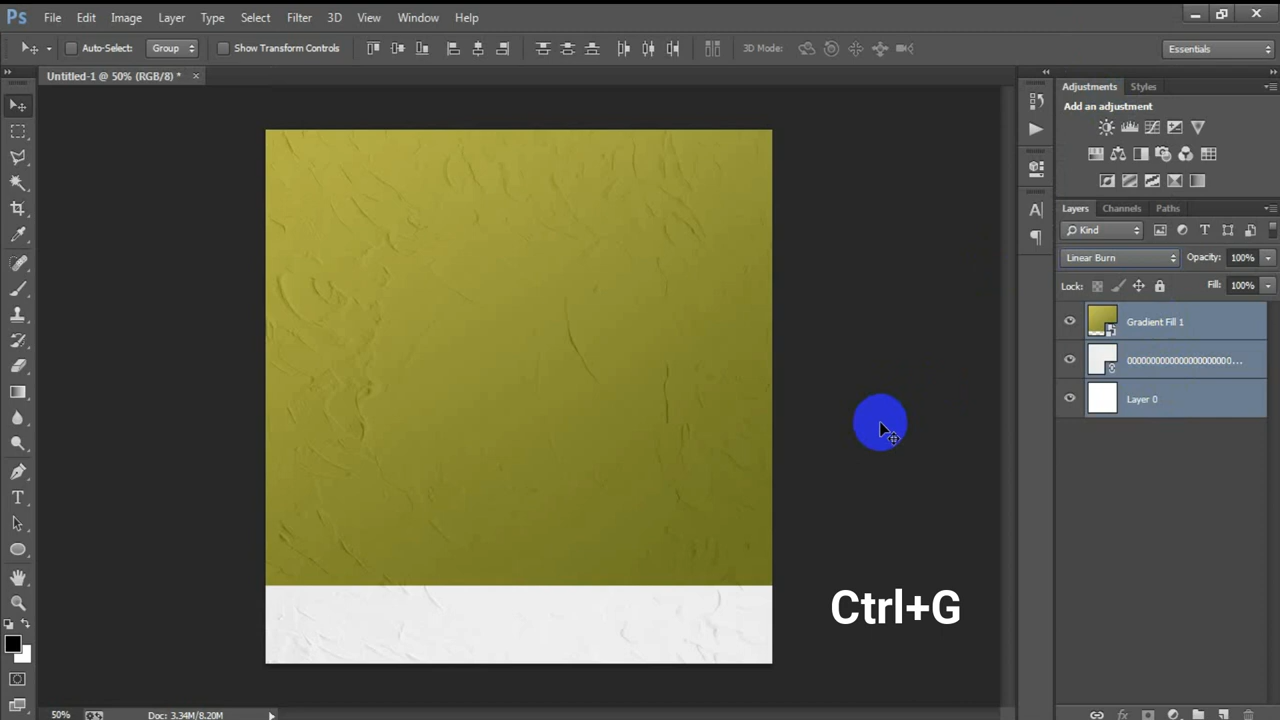 Ps File Edit Image Layer Type Select Filter 3D View Window Help
Auto-Select: Group Show Transform Controls 3D Mode: Essentials
Untitled-1 @ 50% (RGB/8) * ×
Adjustments Styles
Add an adjustment
Layers Channels Paths
Kind T
Linear Burn Opacity: 100%
Lock: Fill: 100%
Gradient Fill 1
Layer 0
Ctrl+G
50% Doc: 3.34M/8.20M